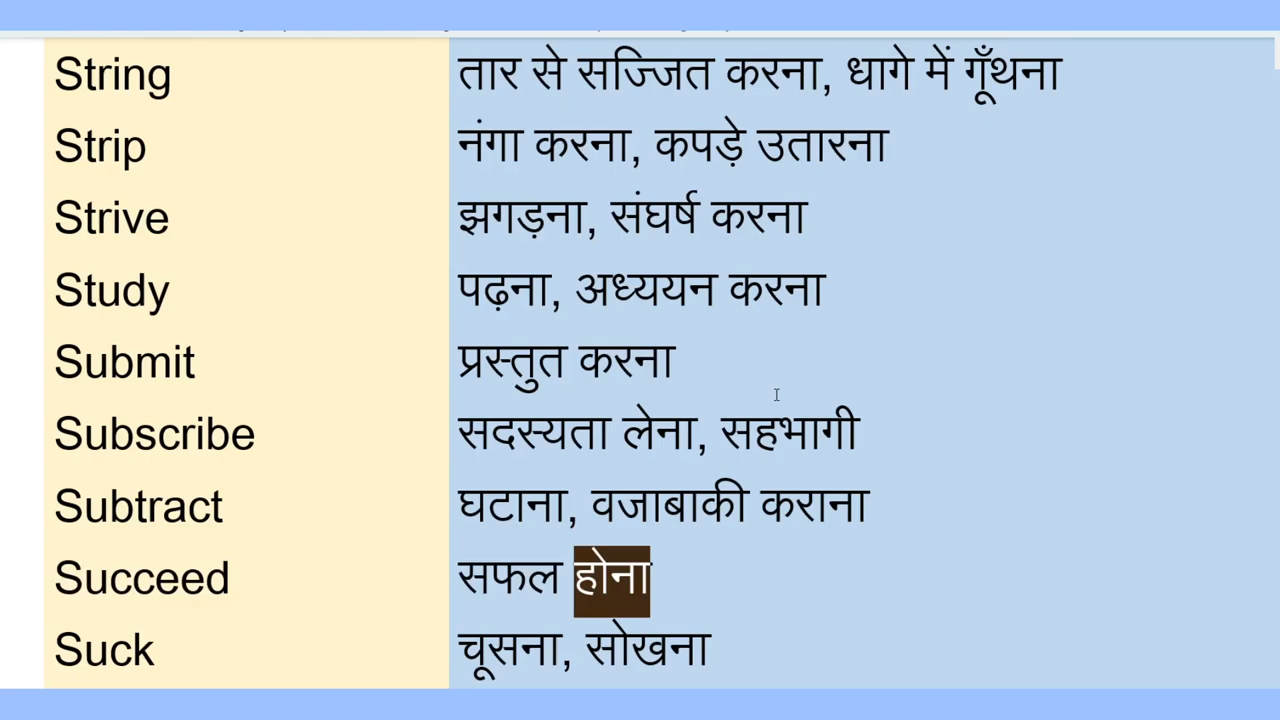 String तार से सज्जित करना, धागे में गूँथना
Strip नंगा करना, कपड़े उतारना
Strive झगड़ना, संघर्ष करना
Study पढ़ना, अध्ययन करना
Submit प्रस्तुत करना
Subscribe सदस्यता लेना, सहभागी
Subtract घटाना, वजाबाकी कराना
Succeed सफल होना
Suck चूसना, सोखना